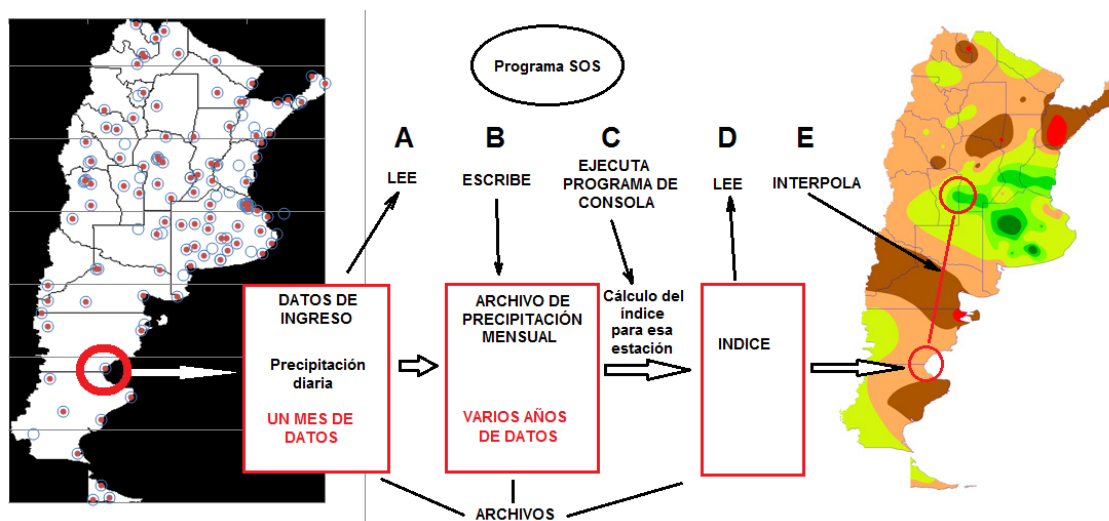 Programa SOS
A
B
C
D
E
LEE
ESCRIBE
EJECUTA
PROGRAMA DE
CONSOLA
LEE
INTERPOLA
DATOS DE
INGRESO
Precipitación
diaria
UN MES DE
DATOS
ARCHIVO DE
PRECIPITACIÓN
MENSUAL
VARIOS AÑOS
DE DATOS
Cálculo del
índice
para esa
estación
INDICE
ARCHIVOS